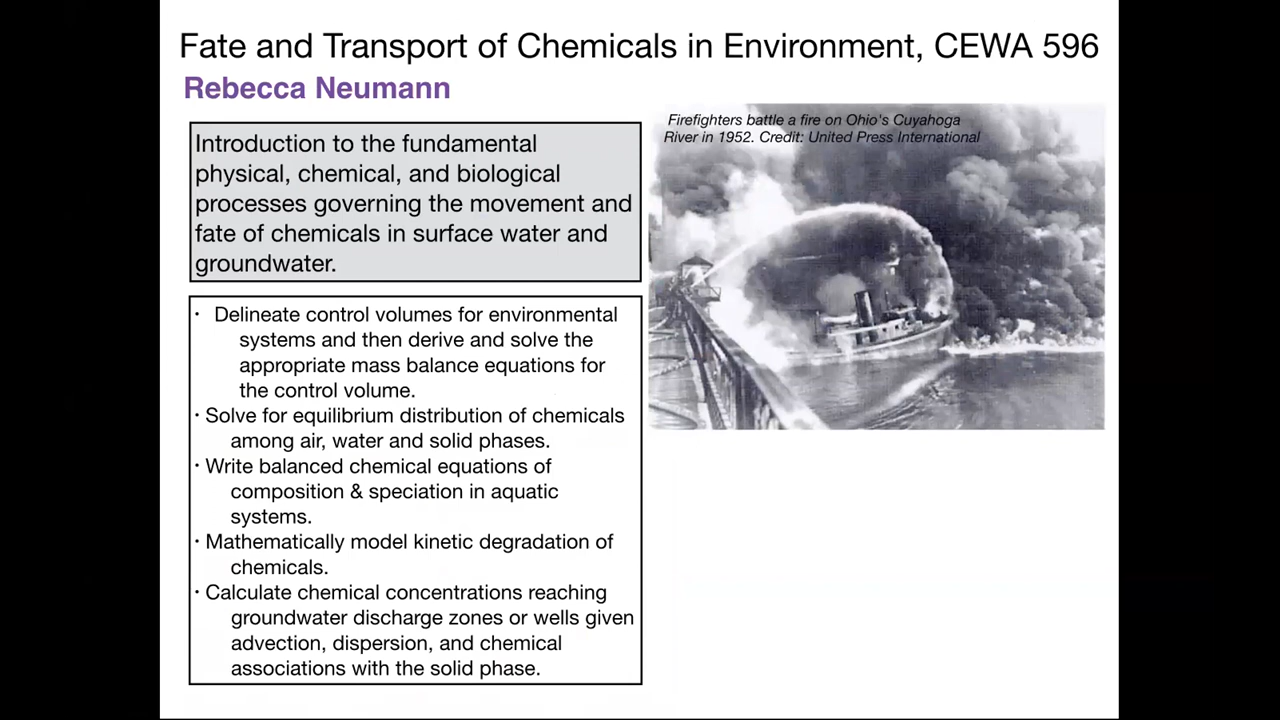 Fate and Transport of Chemicals in Environment, CEWA 596
Rebecca Neumann
Introduction to the fundamental
physical, chemical, and biological
processes governing the movement and
fate of chemicals in surface water and
groundwater.
Firefighters battle a fire on Ohio's Cuyahoga
River in 1952. Credit: United Press International
· Delineate control volumes for environmental
systems and then derive and solve the
appropriate mass balance equations for
the control volume.
· Solve for equilibrium distribution of chemicals
among air, water and solid phases.
· Write balanced chemical equations of
composition & speciation in aquatic
systems.
· Mathematically model kinetic degradation of
chemicals.
· Calculate chemical concentrations reaching
groundwater discharge zones or wells given
advection, dispersion, and chemical
associations with the solid phase.